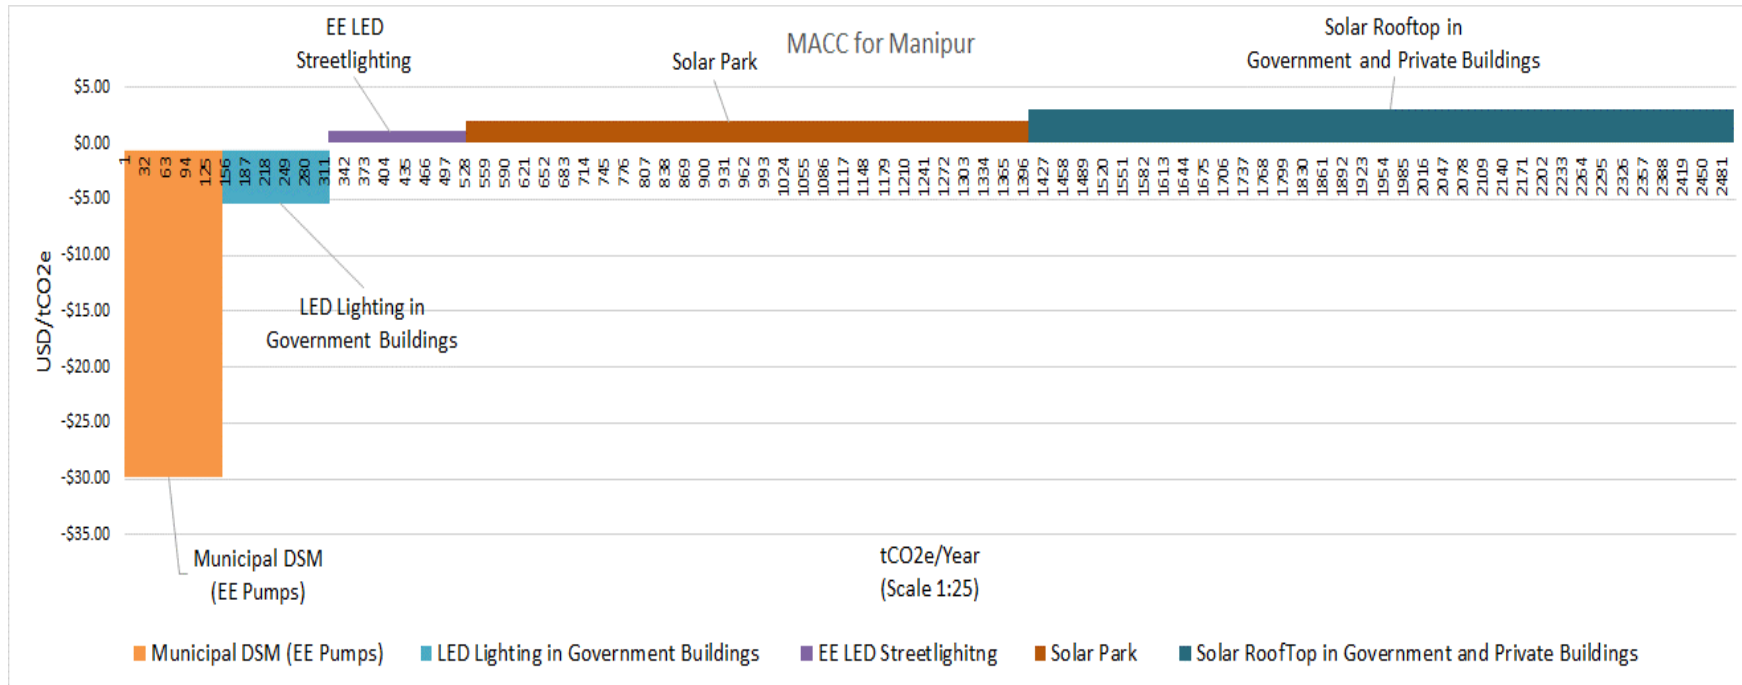 EE LED
Streetlighting
MACC for Manipur
Solar Park
Solar Rooftop in
Government and Private Buildings
$5.00
$0.00
-$5.00
-$10.00
-$15.00
-$20.00
-$25.00
-$30.00
-$35.00
USD/tCO2e
1 32 63 94 125 156 187 218 249 280 311 342 373 404 435 466 497 528 559 590 621 652 683 714 745 776 807 838 869 900 931 962 993 1024 1055 1086 1117 1148 1179 1210 1241 1272 1303 1334 1365 1396 1427 1458 1489 1520 1551 1582 1613 1644 1675 1706 1737 1768 1799 1830 1861 1892 1923 1954 1985 2016 2047 2078 2109 2140 2171 2202 2233 2264 2295 2326 2357 2388 2419 2450 2481
LED Lighting in
Government Buildings
Municipal DSM
(EE Pumps)
tCO2e/Year
(Scale 1:25)
Municipal DSM (EE Pumps) LED Lighting in Government Buildings EE LED Streetlighitng Solar Park Solar RoofTop in Government and Private Buildings